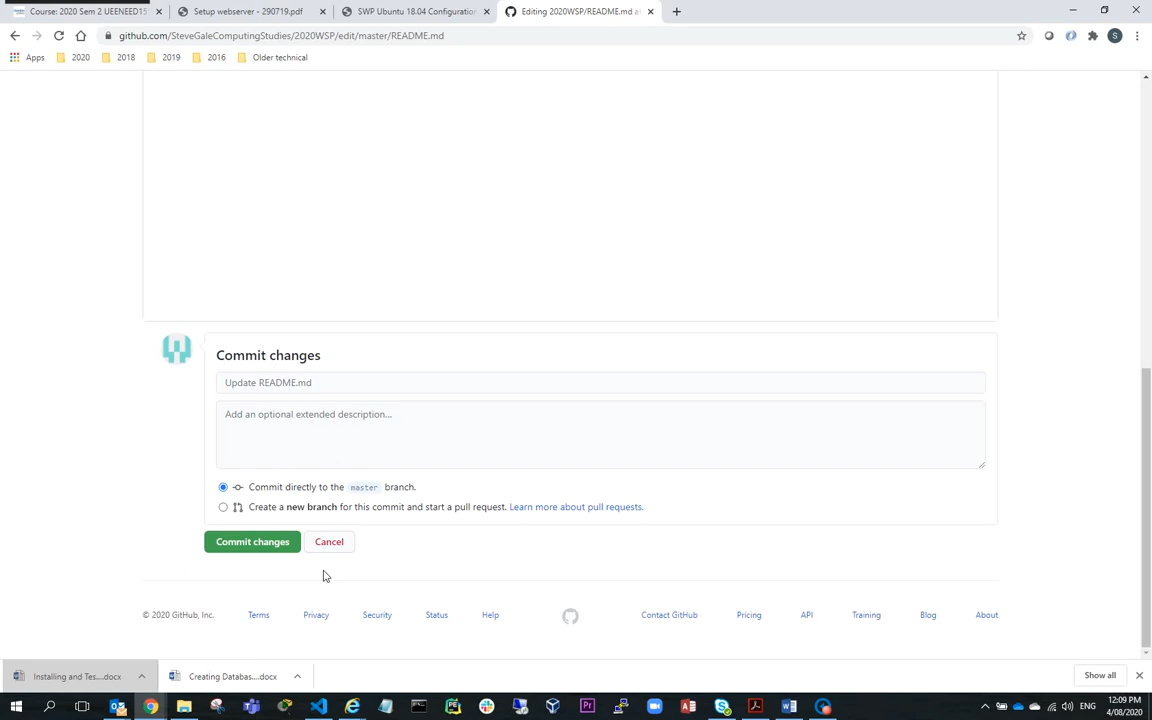 Course: 2020 Sem 2 UEENEED15
Setup webserver - 290719.pdf
SWP Ubuntu 18.04 Configuration
Editing 2020WSP/README.md at
github.com/SteveGaleComputingStudies/2020WSP/edit/master/README.md
S
Apps
2020
2018
2019
2016
Older technical
Commit changes
Update README.md
Add an optional extended description...
Commit directly to the master branch.
Create a new branch for this commit and start a pull request. Learn more about pull requests.
Commit changes
Cancel
© 2020 GitHub, Inc.
Terms
Privacy
Security
Status
Help
Contact GitHub
Pricing
API
Training
Blog
About
Installing and Tes....docx
Creating Databas....docx
Show all
ENG
12:09 PM
4/08/2020